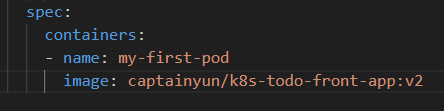 spec:
containers:
- name: my-first-pod
image: captainyun/k8s-todo-front-app:v2